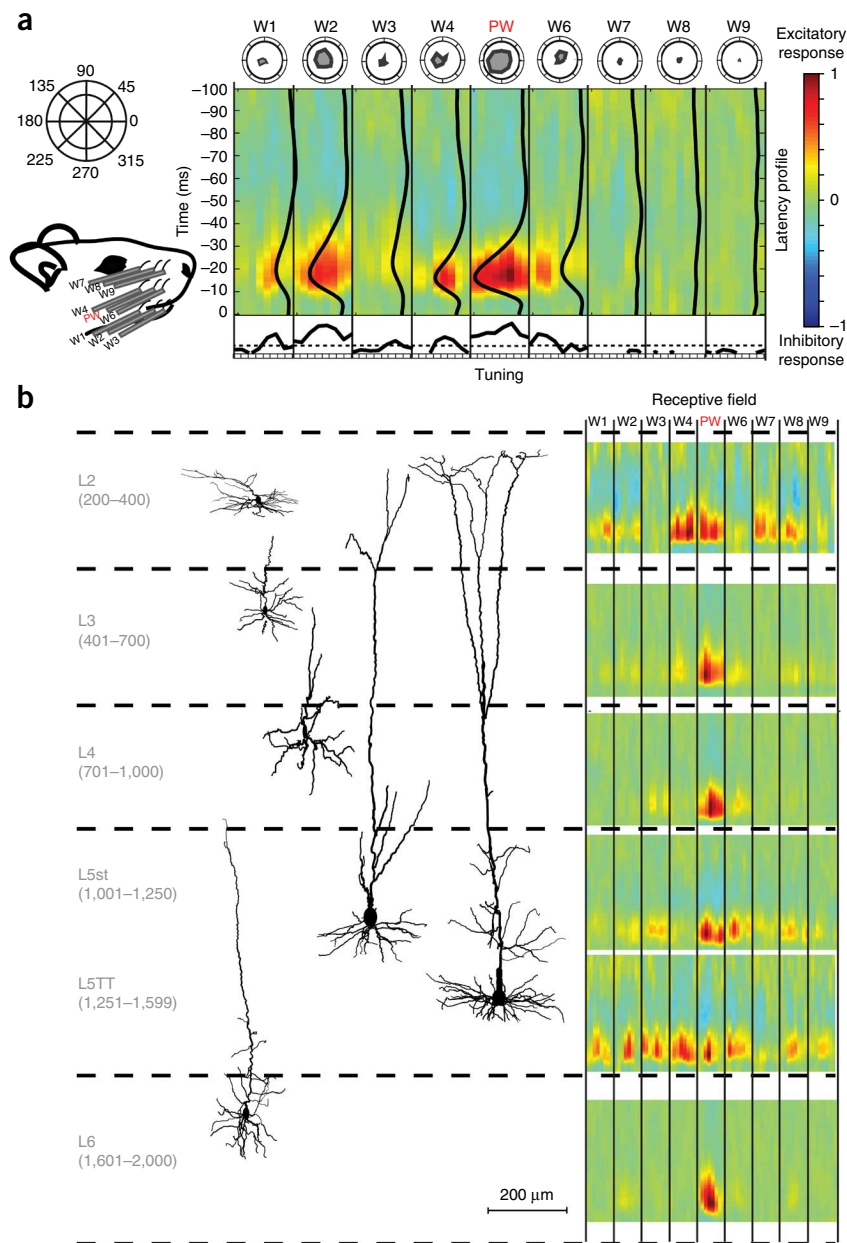 a
W1 W2 W3 W4 PW W6 W7 W8 W9
Excitatory
response
90
135 45
180 0
225 315
270
Time (ms)
–100
–90
–80
–70
–60
–50
–40
–30
–20
–10
0
1
0
–1
Latency profile
Inhibitory
response
W7 W8 W9
W4 PW W6
W1 W2 W3
Tuning
b
Receptive field
W1 W2 W3 W4 PW W6 W7 W8 W9
L2
(200–400)
L3
(401–700)
L4
(701–1,000)
L5st
(1,001–1,250)
L5TT
(1,251–1,599)
L6
(1,601–2,000)
200 μm